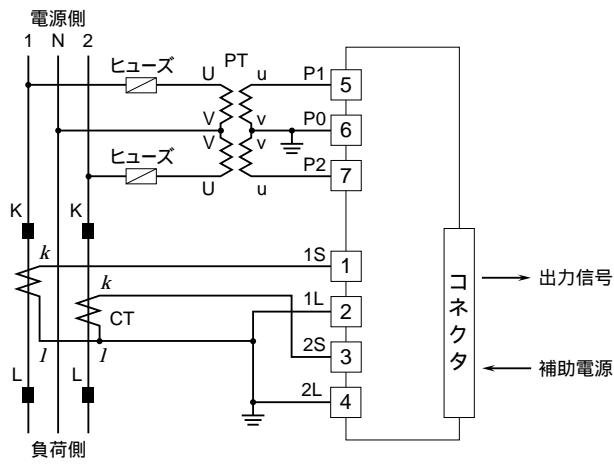 電源側
1 N 2
ヒューズ
PT
U u P1 5
V v P0 6
V v
ヒューズ
U u P2 7
K K
k 1S 1
k
1L 2
CT
l l 2S 3
L L
2L 4
コネクタ
出力信号
補助電源
負荷側